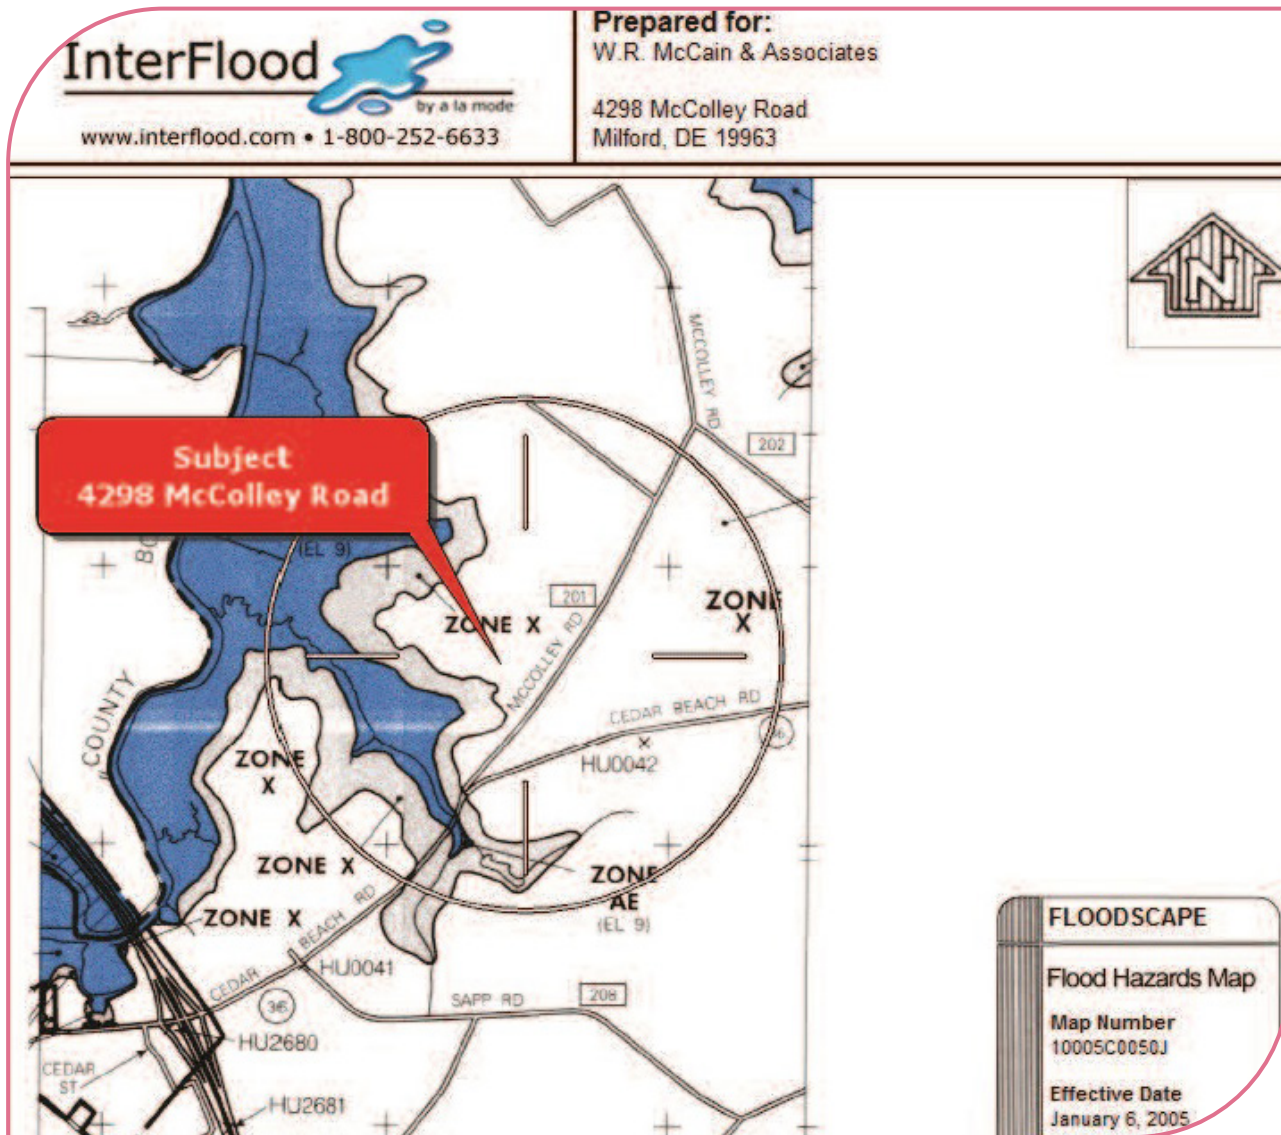 InterFlood
by a la mode
www.interflood.com • 1-800-252-6633
Prepared for:
W.R. McCain & Associates
4298 McColley Road
Milford, DE 19963
N
MCCOLLEY RD
202
Subject
4298 McColley Road
(EL 9)
201
ZONE X
ZONE
X
MCCOLLEY RD
CEDAR BEACH RD
36
HU0042
COUNTY
ZONE
X
ZONE X
ZONE
AE
(EL 9)
ZONE X
CEDAR BEACH RD
HU0041
36
SAPP RD
208
HU2680
CEDAR
ST
HU2681
FLOODSCAPE
Flood Hazards Map
Map Number
10005C0050J
Effective Date
January 6, 2005